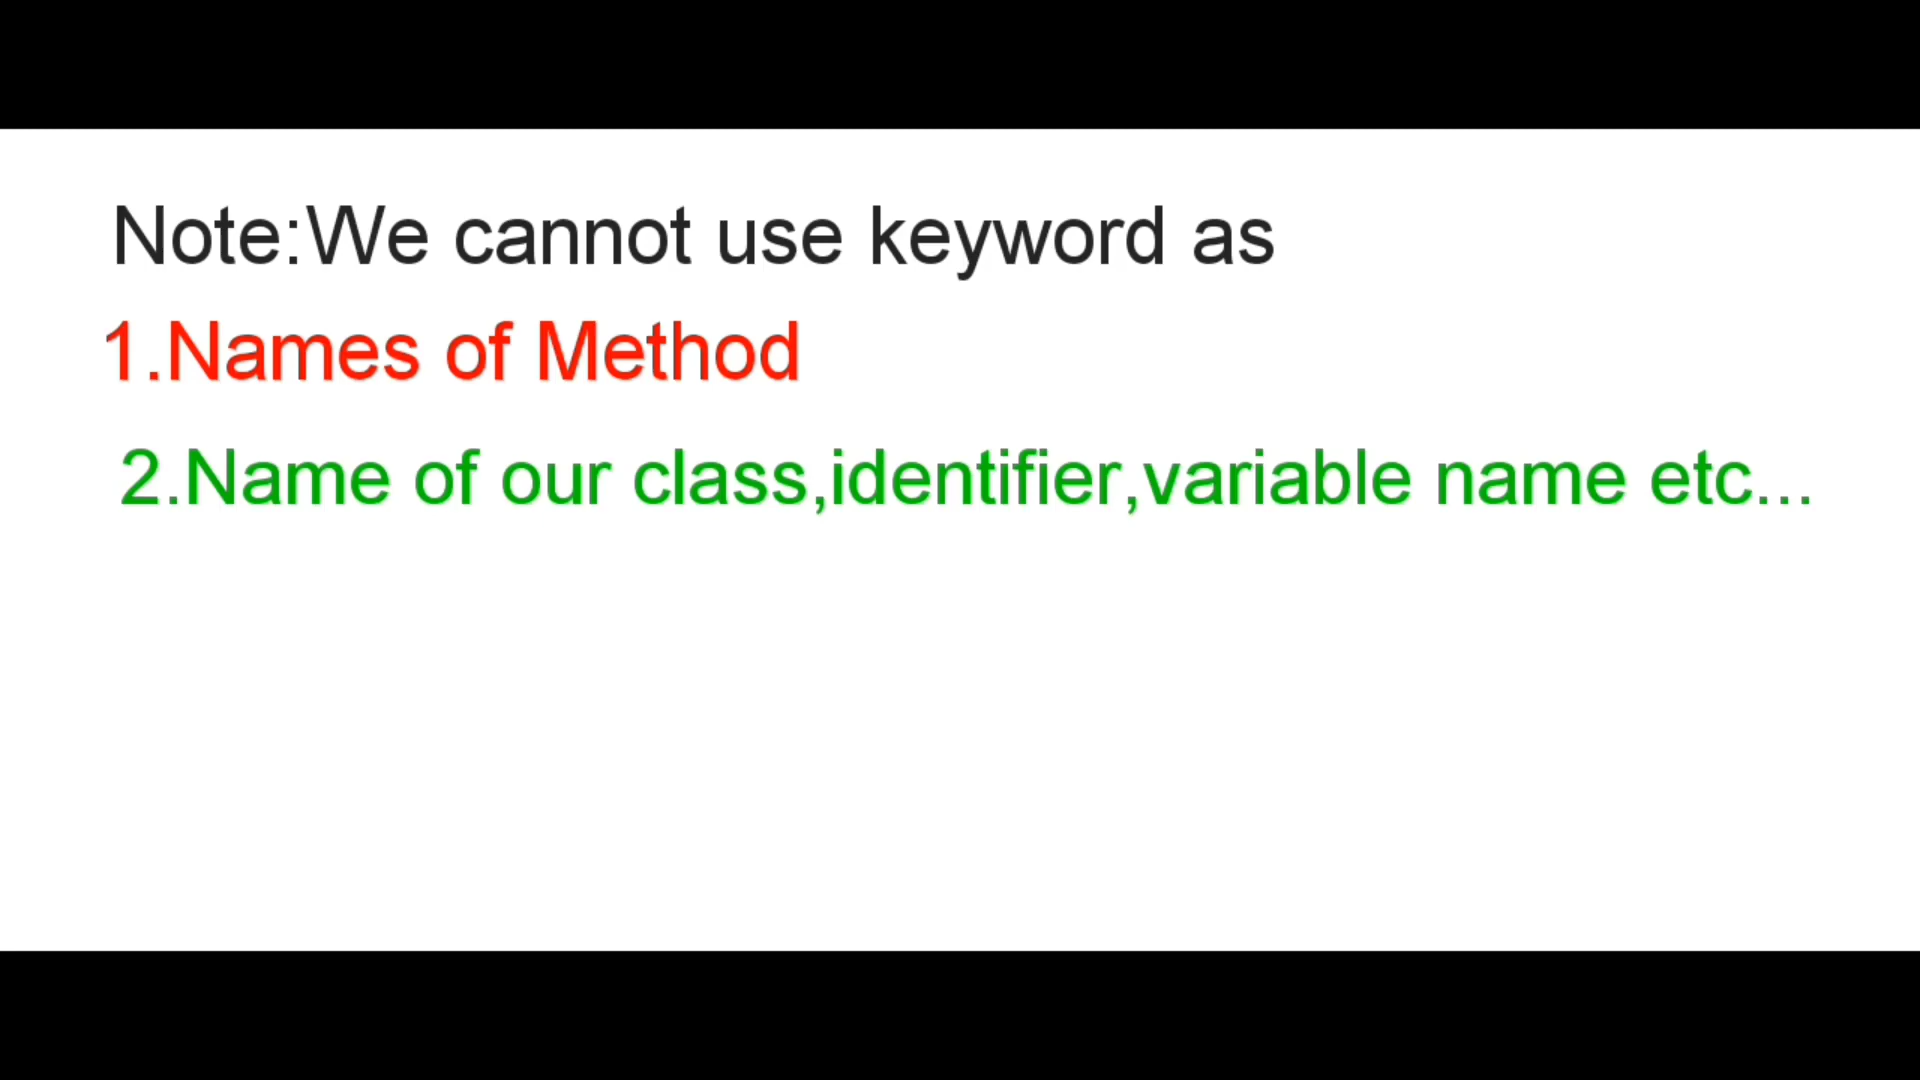 Note:We cannot use keyword as
1.Names of Method
2.Name of our class,identifier,variable name etc...